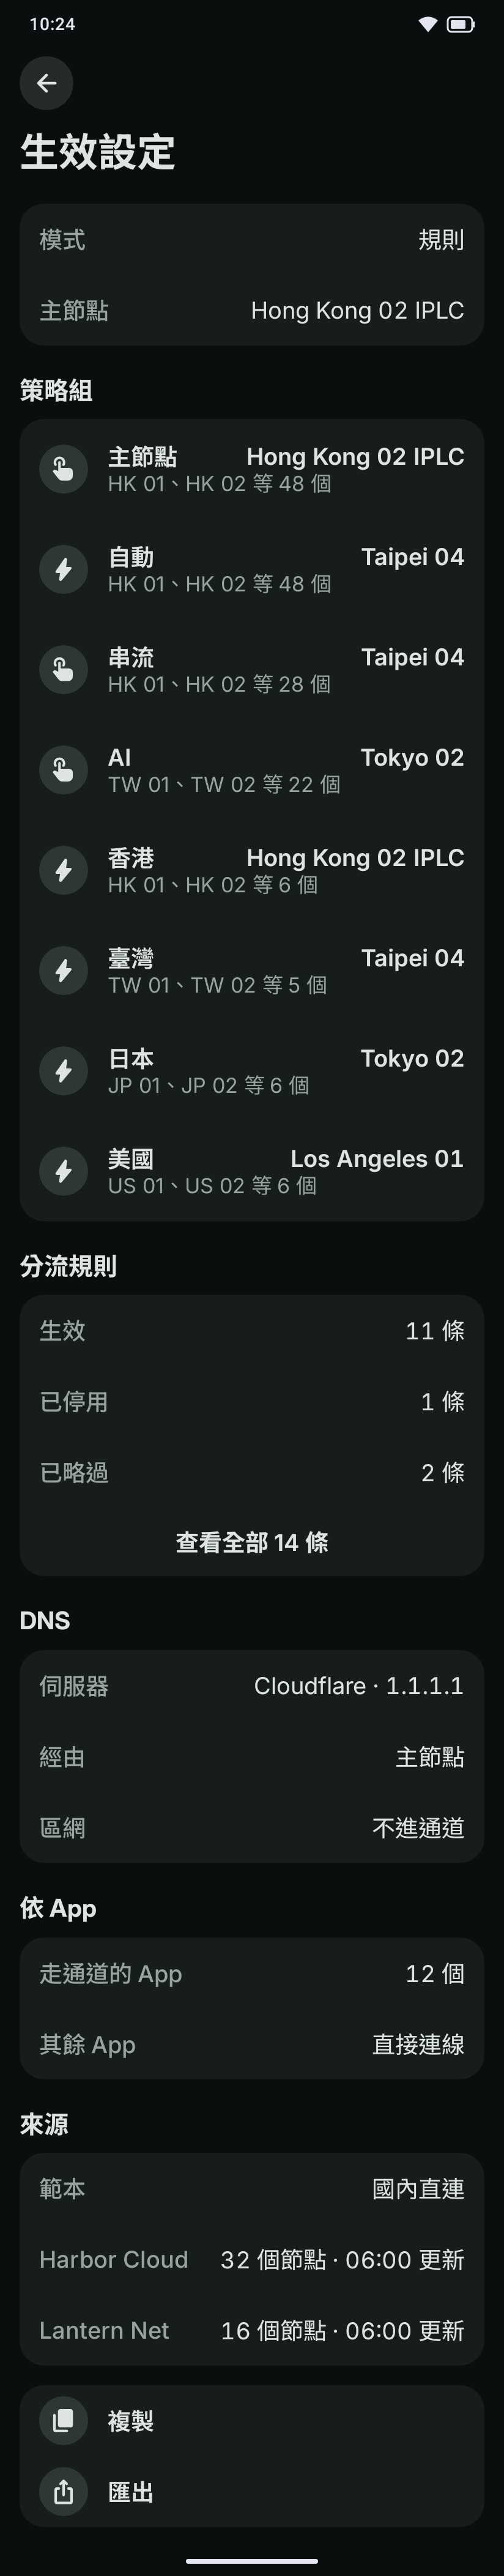 10:24
生效設定
模式 規則
主節點 Hong Kong 02 IPLC
策略組
主節點 Hong Kong 02 IPLC
HK 01、HK 02 等 48 個
自動 Taipei 04
HK 01、HK 02 等 48 個
串流 Taipei 04
HK 01、HK 02 等 28 個
AI Tokyo 02
TW 01、TW 02 等 22 個
香港 Hong Kong 02 IPLC
HK 01、HK 02 等 6 個
臺灣 Taipei 04
TW 01、TW 02 等 5 個
日本 Tokyo 02
JP 01、JP 02 等 6 個
美國 Los Angeles 01
US 01、US 02 等 6 個
分流規則
生效 11 條
已停用 1 條
已略過 2 條
查看全部 14 條
DNS
伺服器 Cloudflare · 1.1.1.1
經由 主節點
區網 不進通道
依 App
走通道的 App 12 個
其餘 App 直接連線
來源
範本 國內直連
Harbor Cloud 32 個節點 · 06:00 更新
Lantern Net 16 個節點 · 06:00 更新
複製
匯出